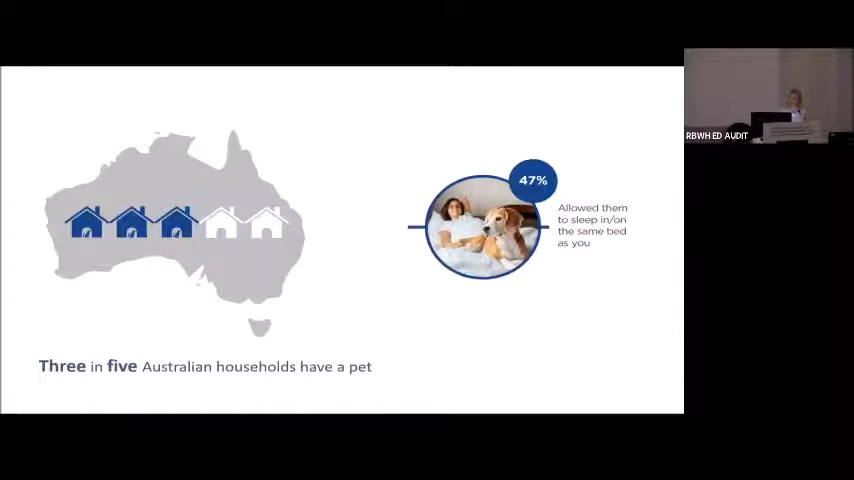 RBWH ED AUDIT
47%
Allowed them
to sleep in/on
the same bed
as you
Three in five Australian households have a pet